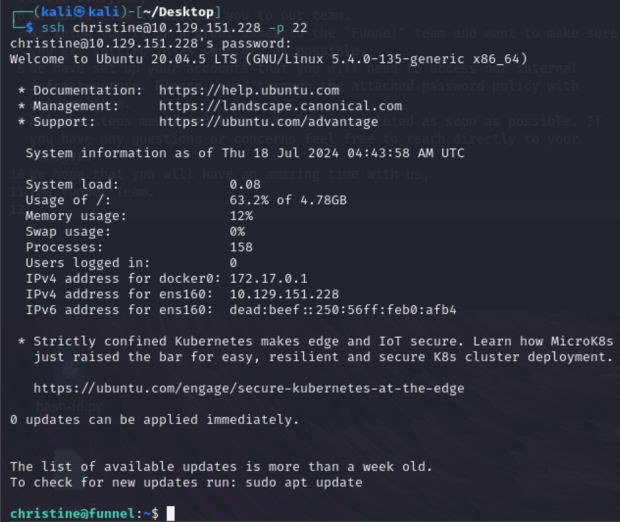 ┌──(kali㉿kali)-[~/Desktop]
└─$ ssh christine@10.129.151.228 -p 22
christine@10.129.151.228's password:
Welcome to Ubuntu 20.04.5 LTS (GNU/Linux 5.4.0-135-generic x86_64)
* Documentation: https://help.ubuntu.com
* Management: https://landscape.canonical.com
* Support: https://ubuntu.com/advantage
System information as of Thu 18 Jul 2024 04:43:58 AM UTC
System load: 0.08
Usage of /: 63.2% of 4.78GB
Memory usage: 12%
Swap usage: 0%
Processes: 158
Users logged in: 0
IPv4 address for docker0: 172.17.0.1
IPv4 address for ens160: 10.129.151.228
IPv6 address for ens160: dead:beef::250:56ff:feb0:afb4
* Strictly confined Kubernetes makes edge and IoT secure. Learn how MicroK8s
just raised the bar for easy, resilient and secure K8s cluster deployment.
https://ubuntu.com/engage/secure-kubernetes-at-the-edge
hash-id.py
0 updates can be applied immediately.
The list of available updates is more than a week old.
To check for new updates run: sudo apt update
christine@funnel:~$